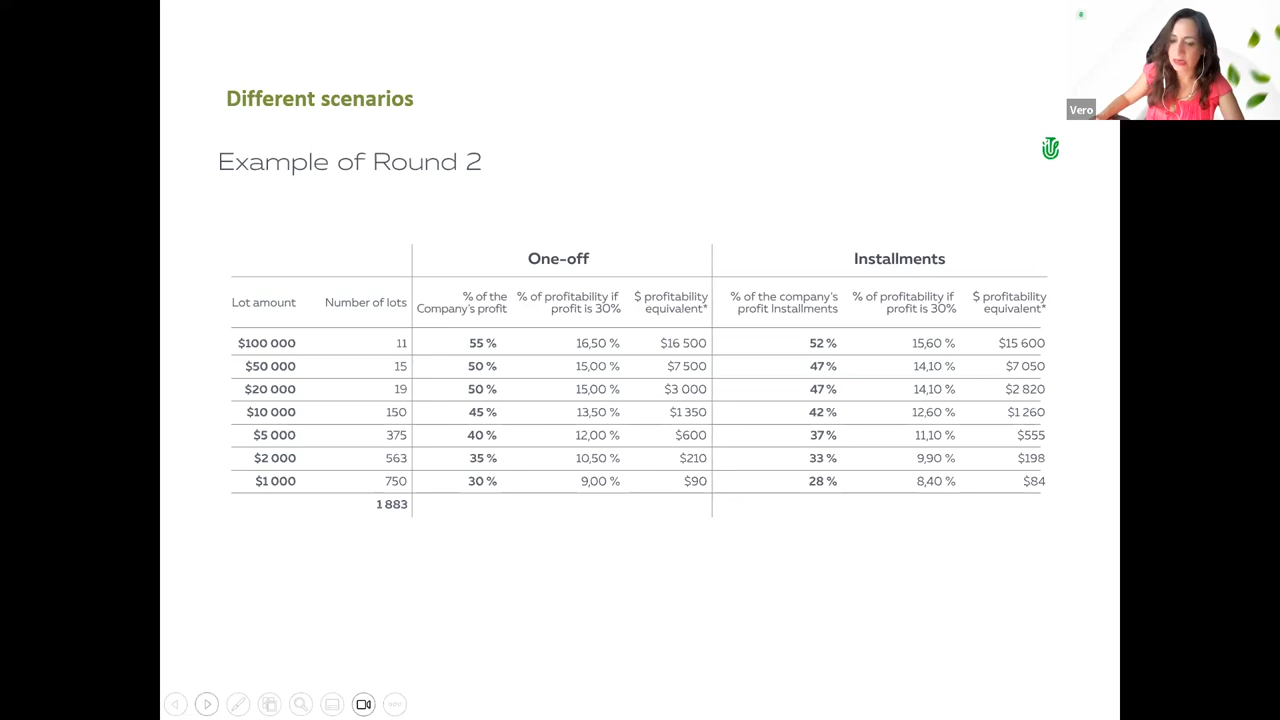 Vero
Different scenarios
Example of Round 2
One-off Installments
Lot amount Number of lots % of the Company's profit % of profitability if profit is 30% $ profitability equivalent* % of the company's profit Installments % of profitability if profit is 30% $ profitability equivalent*
$100 000 11 55 % 16,50 % $16 500 52 % 15,60 % $15 600
$50 000 15 50 % 15,00 % $7 500 47 % 14,10 % $7 050
$20 000 19 50 % 15,00 % $3 000 47 % 14,10 % $2 820
$10 000 150 45 % 13,50 % $1 350 42 % 12,60 % $1 260
$5 000 375 40 % 12,00 % $600 37 % 11,10 % $555
$2 000 563 35 % 10,50 % $210 33 % 9,90 % $198
$1 000 750 30 % 9,00 % $90 28 % 8,40 % $84
1 883